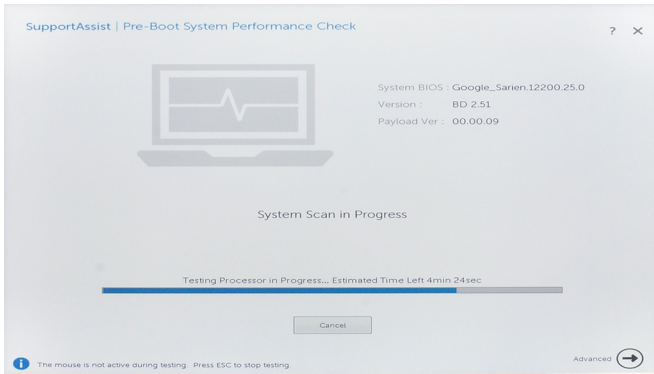 SupportAssist | Pre-Boot System Performance Check
?
System BIOS : Google_Sarien.12200.25.0
Version : BD 2.51
Payload Ver : 00.00.09
System Scan in Progress
Testing Processor in Progress... Estimated Time Left 4min 24sec
Cancel
Advanced
The mouse is not active during testing. Press ESC to stop testing.